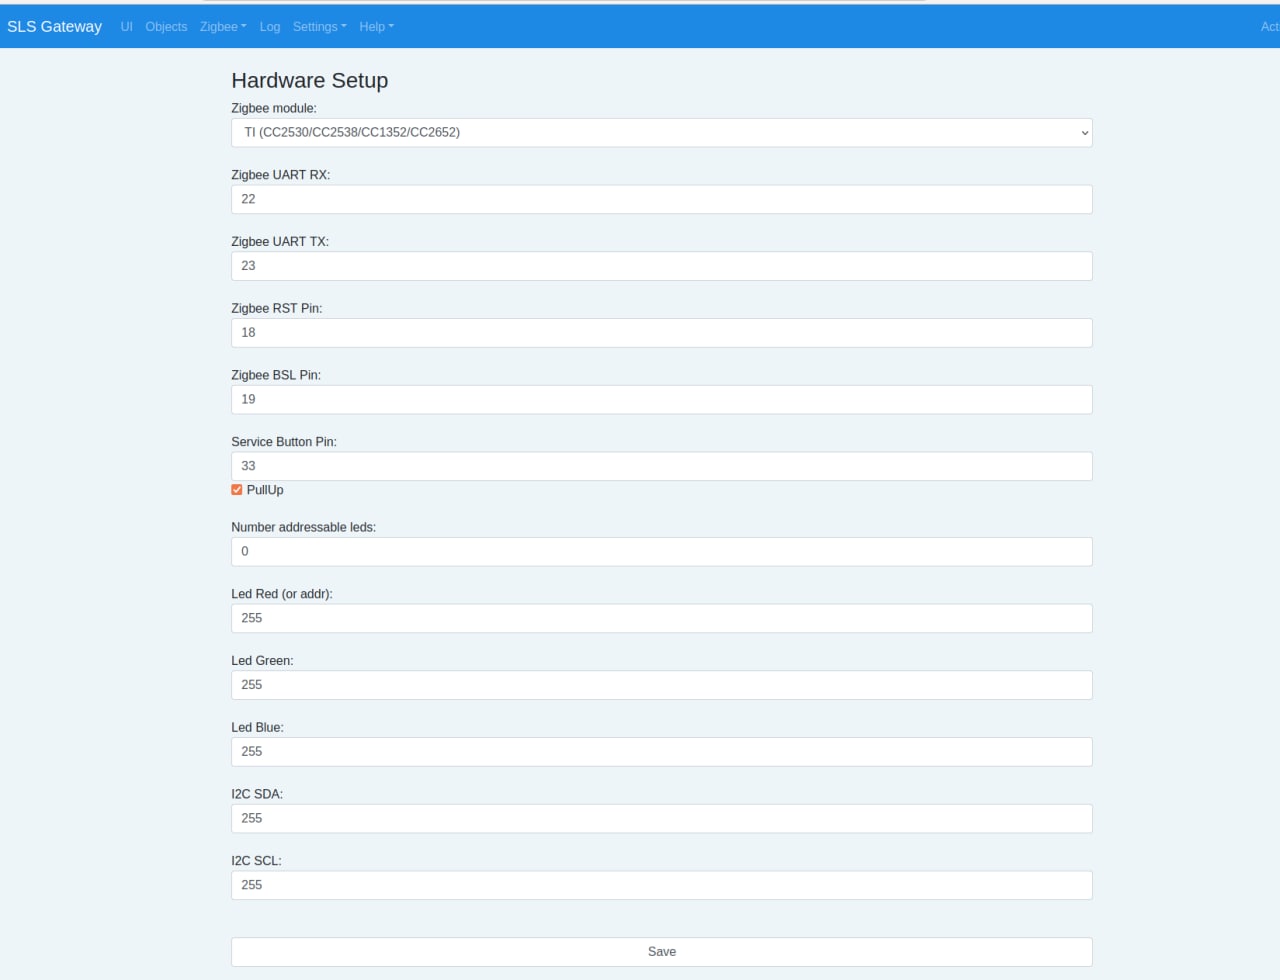 SLS Gateway UI Objects Zigbee Log Settings Help Act
Hardware Setup
Zigbee module:
TI (CC2530/CC2538/CC1352/CC2652)
Zigbee UART RX:
22
Zigbee UART TX:
23
Zigbee RST Pin:
18
Zigbee BSL Pin:
19
Service Button Pin:
33
PullUp
Number addressable leds:
0
Led Red (or addr):
255
Led Green:
255
Led Blue:
255
I2C SDA:
255
I2C SCL:
255
Save